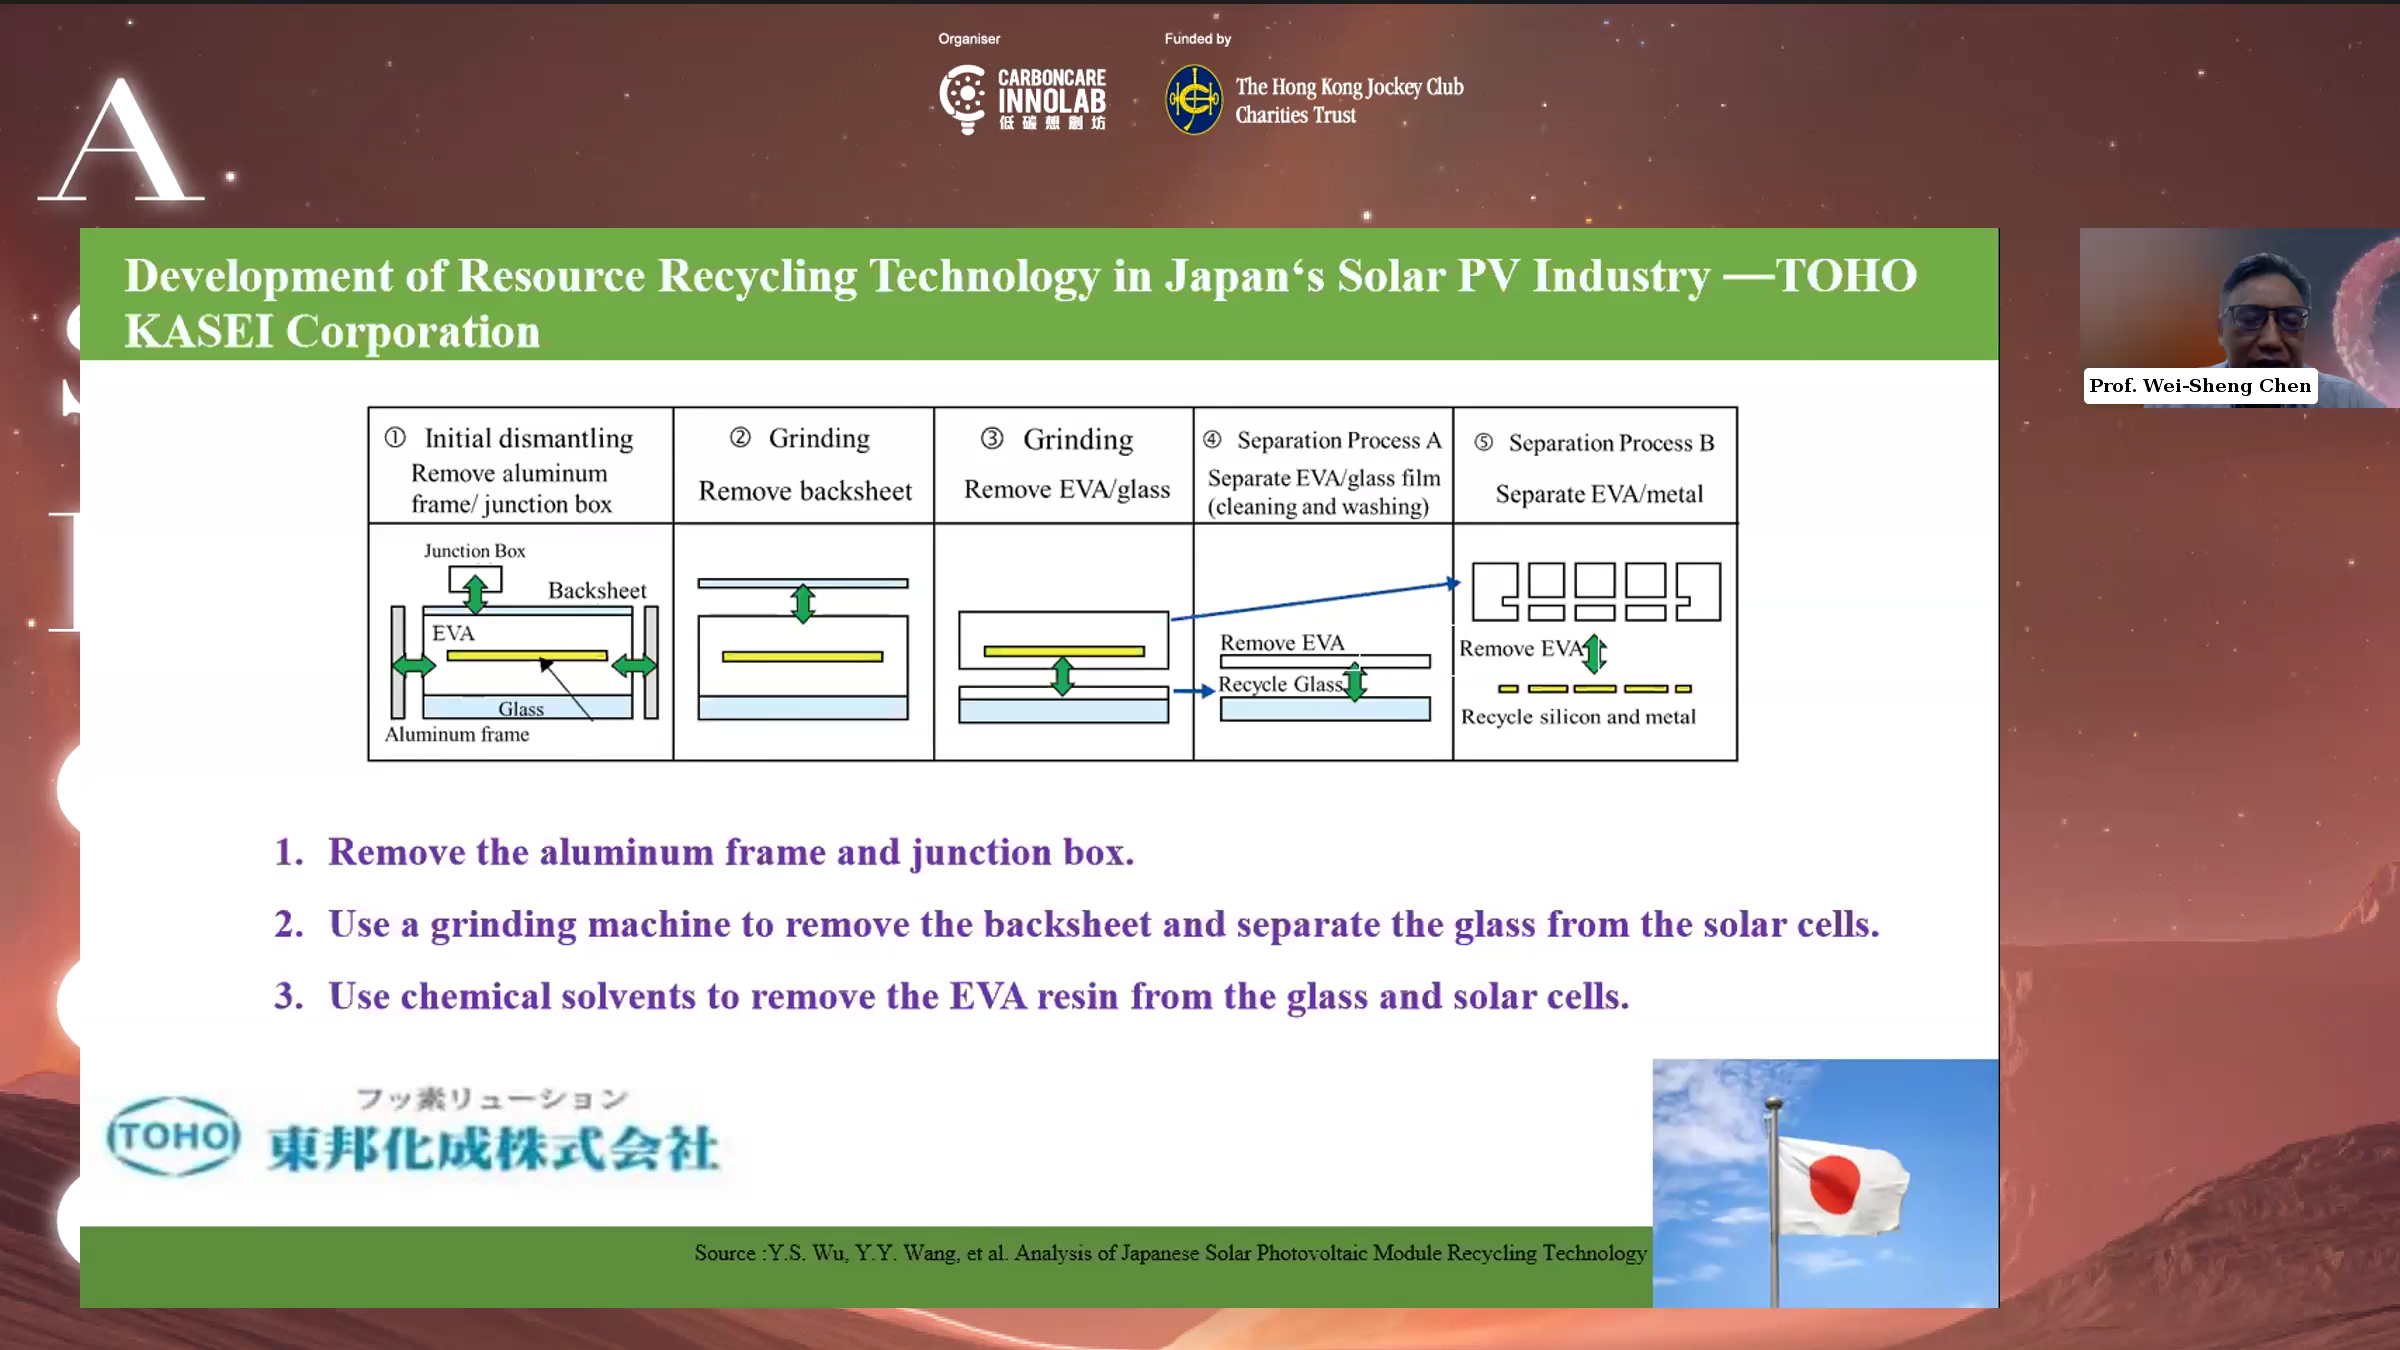 Organiser
Funded by
CARBONCARE
INNOLAB
低碳想創坊
The Hong Kong Jockey Club
Charities Trust
A
Development of Resource Recycling Technology in Japan‘s Solar PV Industry —TOHO
KASEI Corporation
Prof. Wei-Sheng Chen
① Initial dismantling
Remove aluminum
frame/ junction box
② Grinding
Remove backsheet
③ Grinding
Remove EVA/glass
④ Separation Process A
Separate EVA/glass film
(cleaning and washing)
⑤ Separation Process B
Separate EVA/metal
Junction Box
Backsheet
EVA
Glass
Aluminum frame
Remove EVA
Recycle Glass
Remove EVA
Recycle silicon and metal
1. Remove the aluminum frame and junction box.
2. Use a grinding machine to remove the backsheet and separate the glass from the solar cells.
3. Use chemical solvents to remove the EVA resin from the glass and solar cells.
フッ素リューション
TOHO 東邦化成株式会社
Source :Y.S. Wu, Y.Y. Wang, et al. Analysis of Japanese Solar Photovoltaic Module Recycling Technology